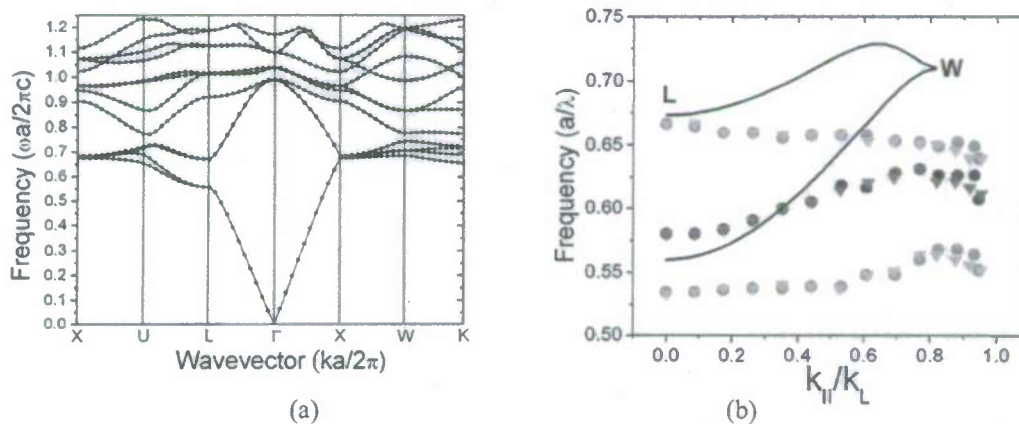 Frequency (ωa/2πc)
1.2
1.1
1.0
0.9
0.8
0.7
0.6
0.5
0.4
0.3
0.2
0.1
0.0
X U L Γ X W K
Wavevector (ka/2π)
(a)
Frequency (a/λ)
0.75
0.70
0.65
0.60
0.55
0.50
L
W
0.0 0.2 0.4 0.6 0.8 1.0
k||/kL
(b)